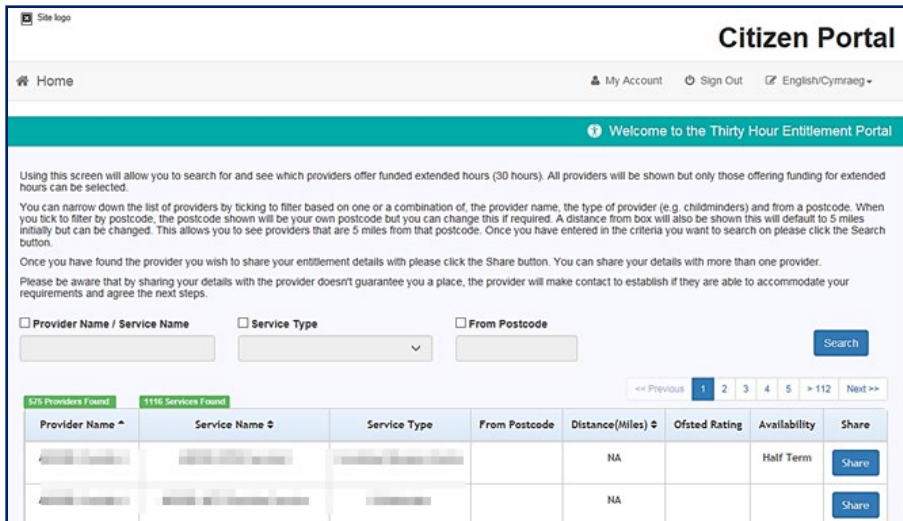 Site logo
Citizen Portal
Home
My Account
Sign Out
English/Cymraeg
Welcome to the Thirty Hour Entitlement Portal
Using this screen will allow you to search for and see which providers offer funded extended hours (30 hours). All providers will be shown but only those offering funding for extended
hours can be selected.
You can narrow down the list of providers by ticking to filter based on one or a combination of, the provider name, the type of provider (e.g. childminders) and from a postcode. When
you tick to filter by postcode, the postcode shown will be your own postcode but you can change this if required. A distance from box will also be shown this will default to 5 miles
initially but can be changed. This allows you to see providers that are 5 miles from that postcode. Once you have entered in the criteria you want to search on please click the Search
button.
Once you have found the provider you wish to share your entitlement details with please click the Share button. You can share your details with more than one provider.
Please be aware that by sharing your details with the provider doesn't guarantee you a place, the provider will make contact to establish if they are able to accommodate your
requirements and agree the next steps.
Provider Name / Service Name
Service Type
From Postcode
Search
<< Previous 1 2 3 4 5 > 112 Next >>
575 Providers Found
1116 Services Found
Provider Name Service Name Service Type From Postcode Distance(Miles) Ofsted Rating Availability Share
NA Half Term Share
NA Share